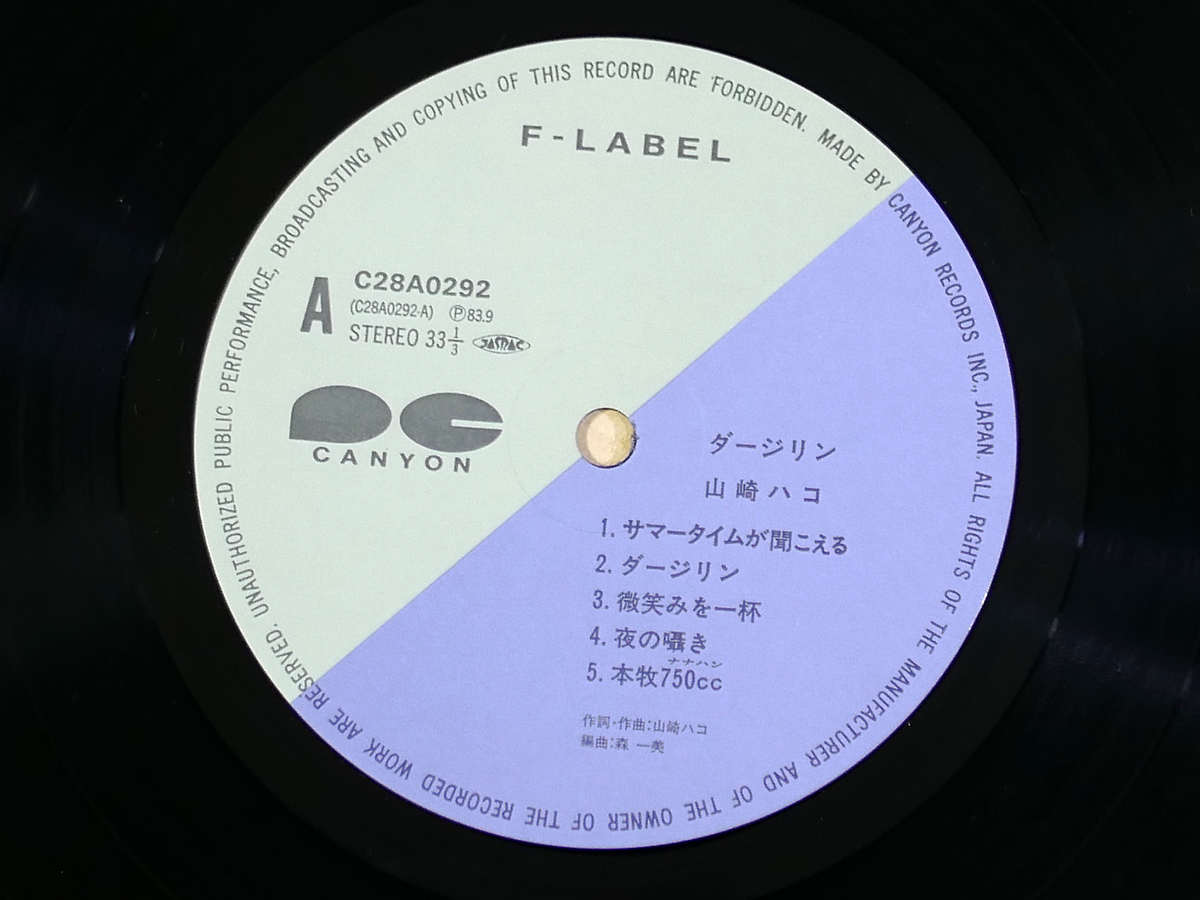 UNAUTHORIZED PUBLIC PERFORMANCE, BROADCASTING AND COPYING OF THIS RECORD ARE FORBIDDEN. MADE BY CANYON RECORDS INC., JAPAN. ALL RIGHTS OF THE MANUFACTURER AND OF THE OWNER OF THE RECORDED WORK ARE RESERVED.
F-LABEL
A
C28A0292
(C28A0292-A) Ⓟ83.9
STEREO 33 1/3 JASRAC
CANYON
ダージリン
山崎ハコ
1. サマータイムが聞こえる
2. ダージリン
3. 微笑みを一杯
4. 夜の囁き
ナナハン
5. 本牧750cc
作詞・作曲:山崎ハコ
編曲:森 一美